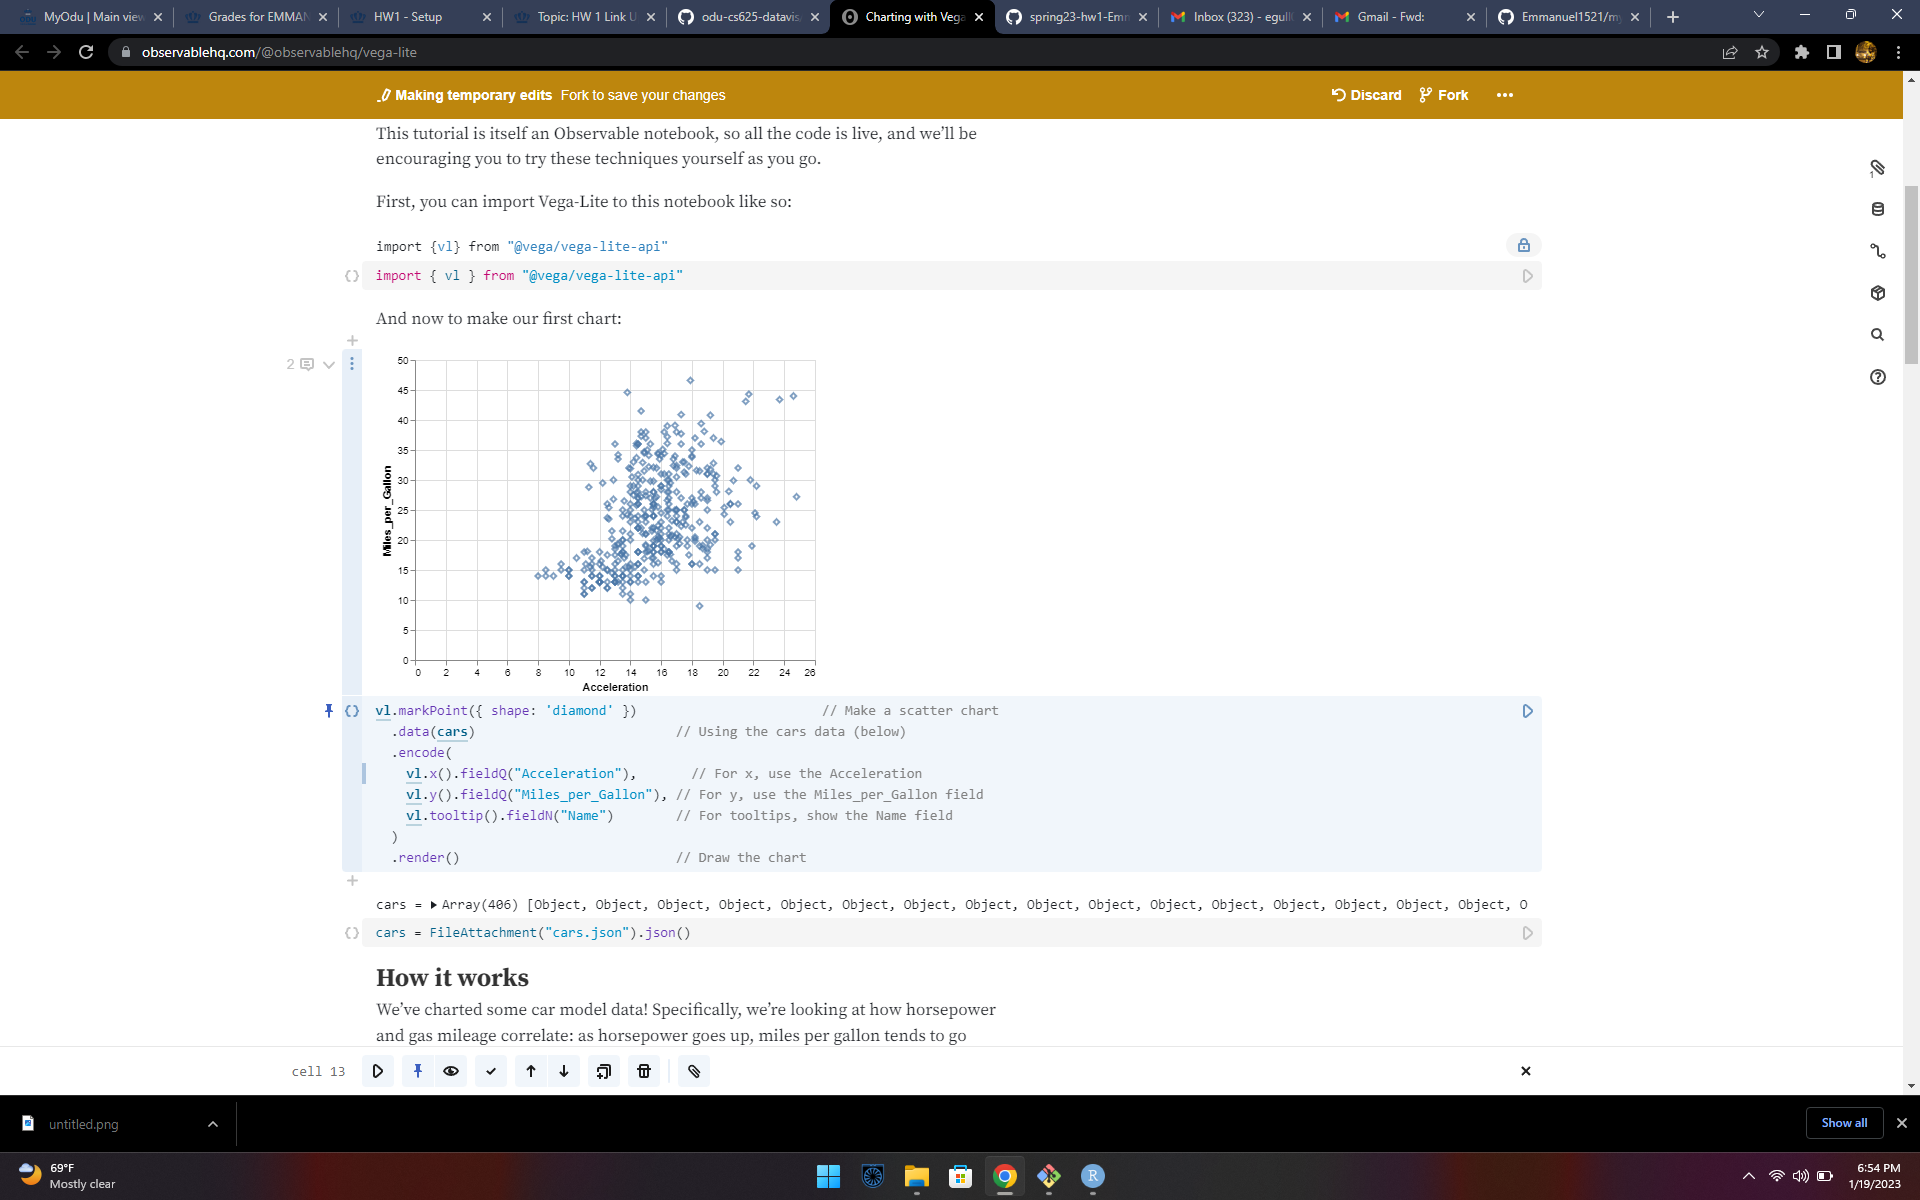 MyOdu | Main view
Grades for EMMAN
HW1 - Setup
Topic: HW 1 Link U
odu-cs625-datavis
Charting with Vega
spring23-hw1-Emm
Inbox (323) - egull
Gmail - Fwd:
Emmanuel1521/my
observablehq.com/@observablehq/vega-lite
Making temporary edits Fork to save your changes
Discard Fork
This tutorial is itself an Observable notebook, so all the code is live, and we’ll be
encouraging you to try these techniques yourself as you go.
First, you can import Vega-Lite to this notebook like so:
import {vl} from "@vega/vega-lite-api"
import { vl } from "@vega/vega-lite-api"
1
And now to make our first chart:
2
50
45
40
35
30
25
20
15
10
5
0
Miles_per_Gallon
0 2 4 6 8 10 12 14 16 18 20 22 24 26
Acceleration
vl.markPoint({ shape: 'diamond' }) // Make a scatter chart
.data(cars) // Using the cars data (below)
.encode(
vl.x().fieldQ("Acceleration"), // For x, use the Acceleration
vl.y().fieldQ("Miles_per_Gallon"), // For y, use the Miles_per_Gallon field
vl.tooltip().fieldN("Name") // For tooltips, show the Name field
)
.render() // Draw the chart
cars = Array(406) [Object, Object, Object, Object, Object, Object, Object, Object, Object, Object, Object, Object, Object, Object, Object, Object, O
cars = FileAttachment("cars.json").json()
How it works
We’ve charted some car model data! Specifically, we’re looking at how horsepower
and gas mileage correlate: as horsepower goes up, miles per gallon tends to go
cell 13
untitled.png
Show all
69°F
Mostly clear
R
6:54 PM
1/19/2023